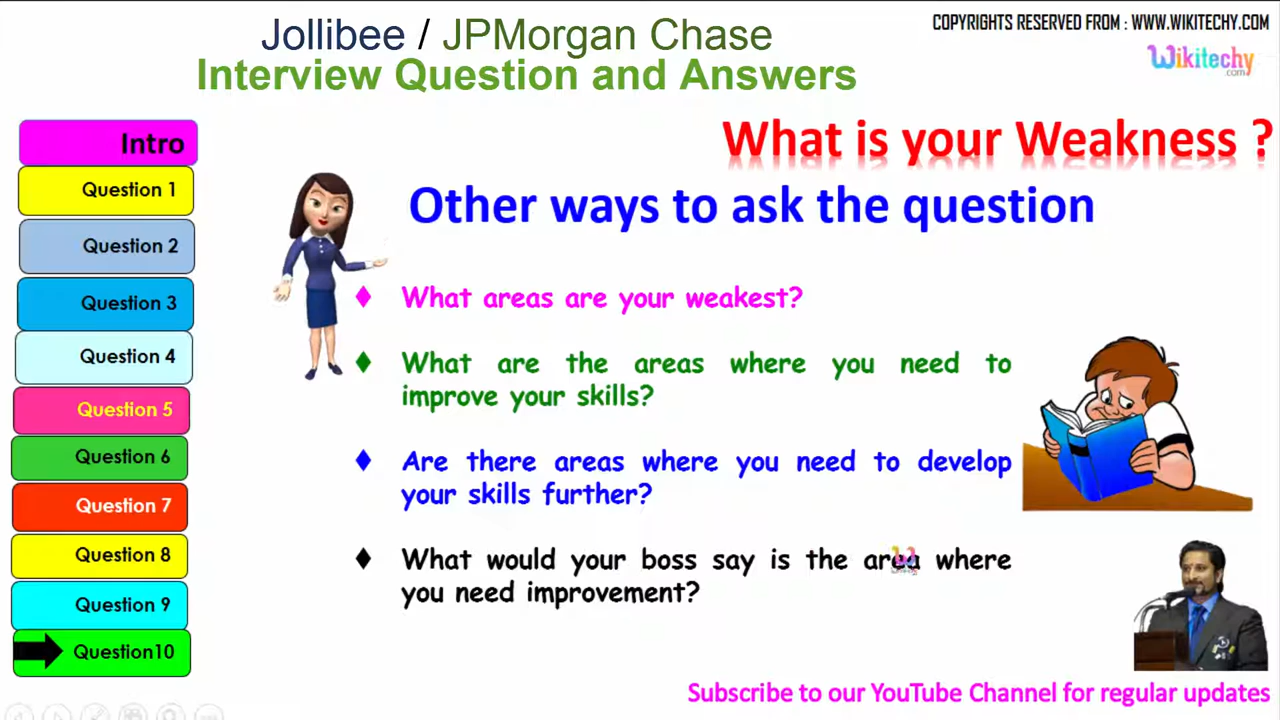 Jollibee / JPMorgan Chase
Interview Question and Answers
COPYRIGHTS RESERVED FROM : WWW.WIKITECHY.COM
Wikitechy
.com
What is your Weakness ?
Other ways to ask the question
Intro
Question 1
Question 2
Question 3
Question 4
Question 5
Question 6
Question 7
Question 8
Question 9
Question10
What areas are your weakest?
What are the areas where you need to
improve your skills?
Are there areas where you need to develop
your skills further?
What would your boss say is the area where
you need improvement?
Subscribe to our YouTube Channel for regular updates